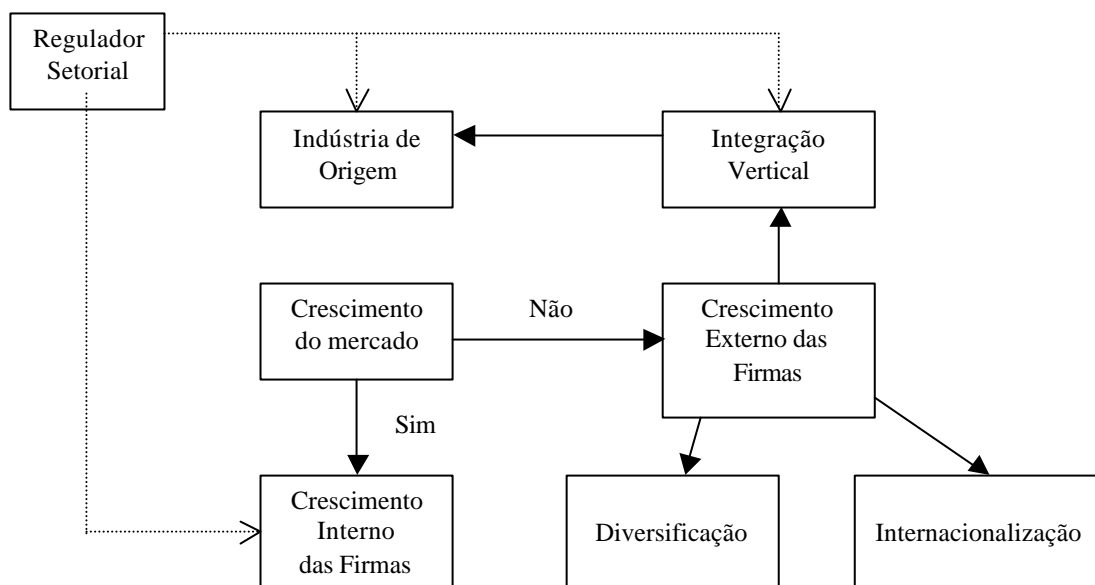 Regulador
Setorial
Indústria de
Origem
Integração
Vertical
Crescimento
do mercado
Não
Crescimento
Externo das
Firmas
Sim
Crescimento
Interno
das Firmas
Diversificação
Internacionalização